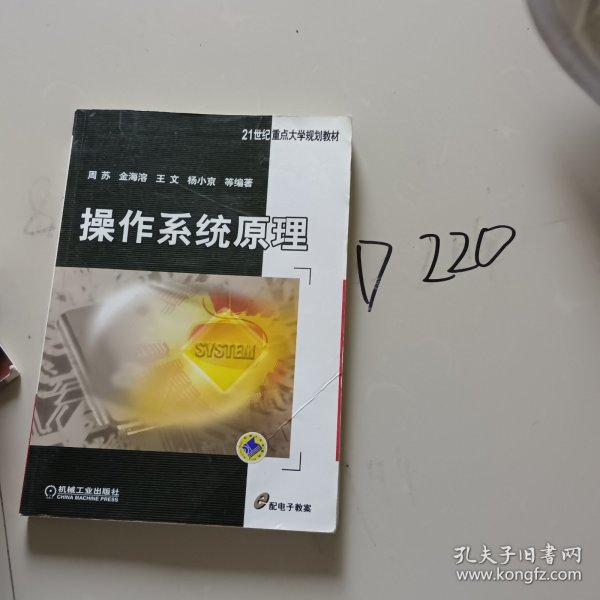 21世纪重点大学规划教材
周苏 金海溶 王文 杨小京 等编著
操作系统原理
SYSTEM
机械工业出版社
CHINA MACHINE PRESS
e配电子教案
D 220
孔夫子旧书网
www.kongfz.com